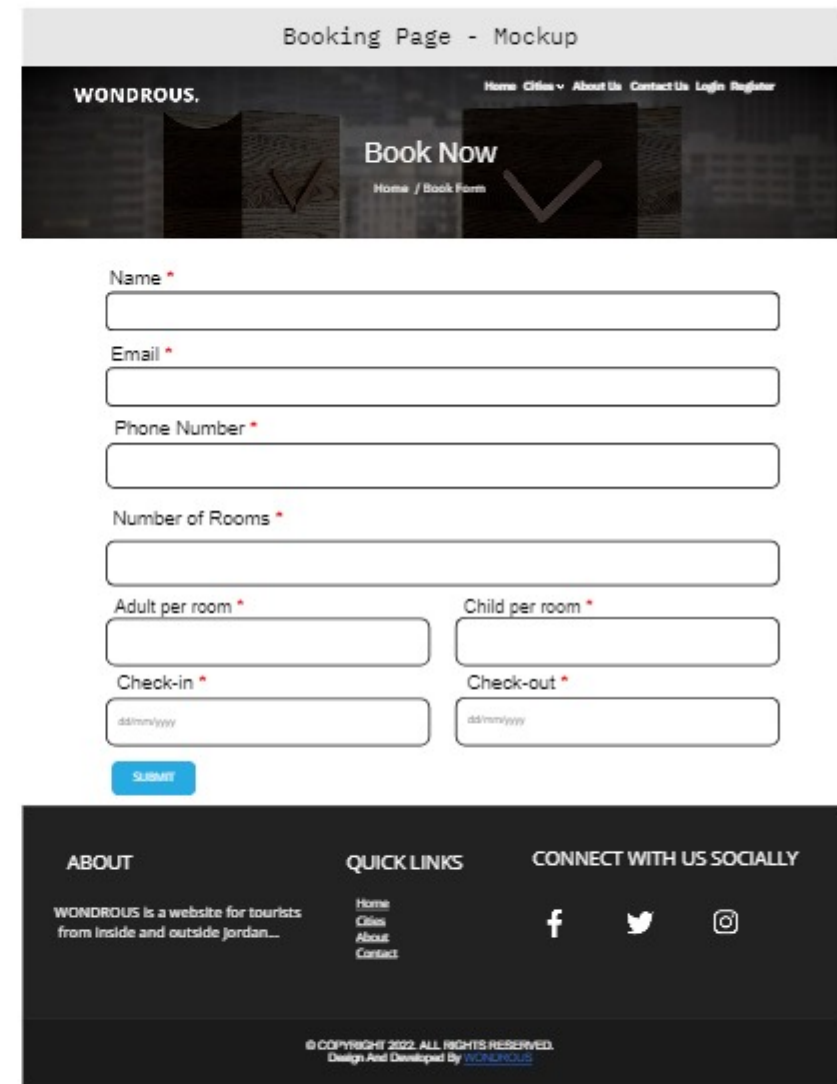 Booking Page - Mockup
WONDROUS.
Home Cities About Us Contact Us Login Register
Book Now
Home / Book Form
Name *
Email *
Phone Number *
Number of Rooms *
Adult per room * Child per room *
Check-in * Check-out *
dd/mm/yyyy dd/mm/yyyy
SUBMIT
ABOUT
WONDROUS is a website for tourists
from inside and outside Jordan...
QUICK LINKS
Home
Cities
About
Contact
CONNECT WITH US SOCIALLY
© COPYRIGHT 2022. ALL RIGHTS RESERVED.
Design And Developed By WONDROUS